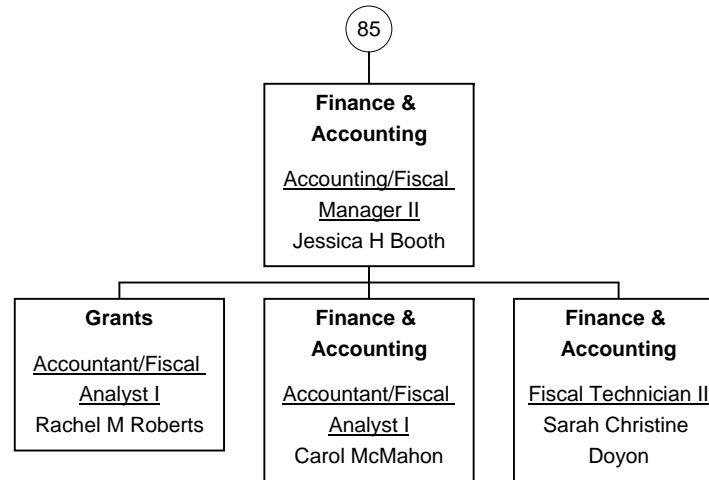 85
Finance &
Accounting
Accounting/Fiscal
Manager II
Jessica H Booth
Grants
Accountant/Fiscal
Analyst I
Rachel M Roberts
Finance &
Accounting
Accountant/Fiscal
Analyst I
Carol McMahon
Finance &
Accounting
Fiscal Technician II
Sarah Christine
Doyon